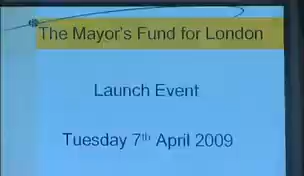 The Mayor's Fund for London
Launch Event
Tuesday 7th April 2009